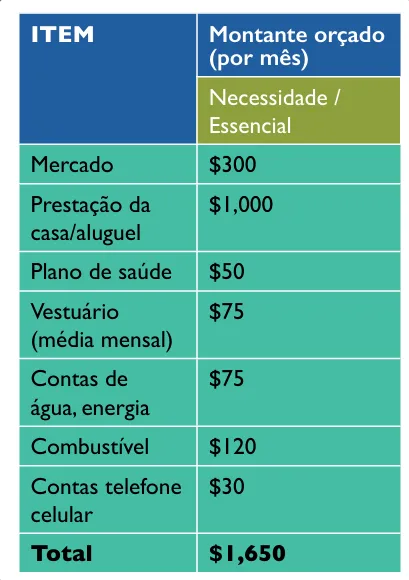 ITEM
Montante orçado
(por mês)
Necessidade /
Essencial
Mercado $300
Prestação da $1,000
casa/aluguel
Plano de saúde $50
Vestuário $75
(média mensal)
Contas de $75
água, energia
Combustível $120
Contas telefone $30
celular
Total $1,650